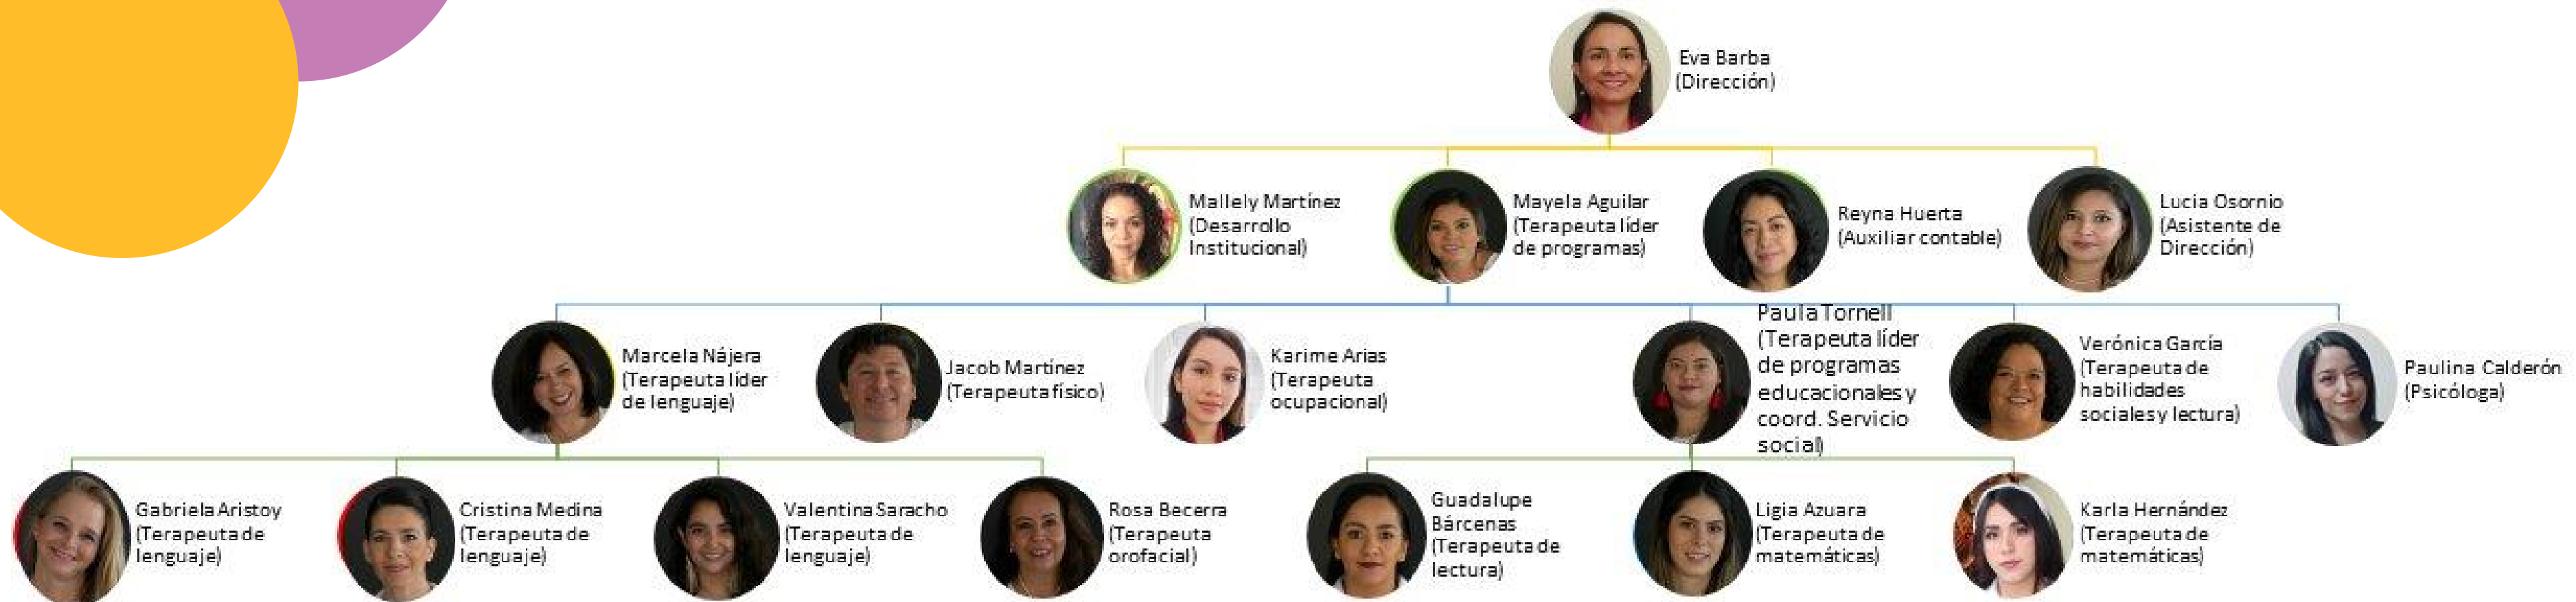 Eva Barba
(Dirección)
Mallely Martínez
(Desarrollo
Institucional)
Mayela Aguilar
(Terapeuta líder
de programas)
Reyna Huerta
(Auxiliar contable)
Lucia Osornio
(Asistente de
Dirección)
Marcela Nájera
(Terapeuta líder
de lenguaje)
Jacob Martínez
(Terapeuta físico)
Karime Arias
(Terapeuta
ocupacional)
Paula Tornell
(Terapeuta líder
de programas
educacionales y
coord. Servicio
social)
Verónica García
(Terapeuta de
habilidades
sociales y lectura)
Paulina Calderón
(Psicóloga)
Gabriela Aristoy
(Terapeuta de
lenguaje)
Cristina Medina
(Terapeuta de
lenguaje)
Valentina Saracho
(Terapeuta de
lenguaje)
Rosa Becerra
(Terapeuta
orofacial)
Guadalupe
Bárcenas
(Terapeuta de
lectura)
Ligia Azuara
(Terapeuta de
matemáticas)
Karla Hernández
(Terapeuta de
matemáticas)